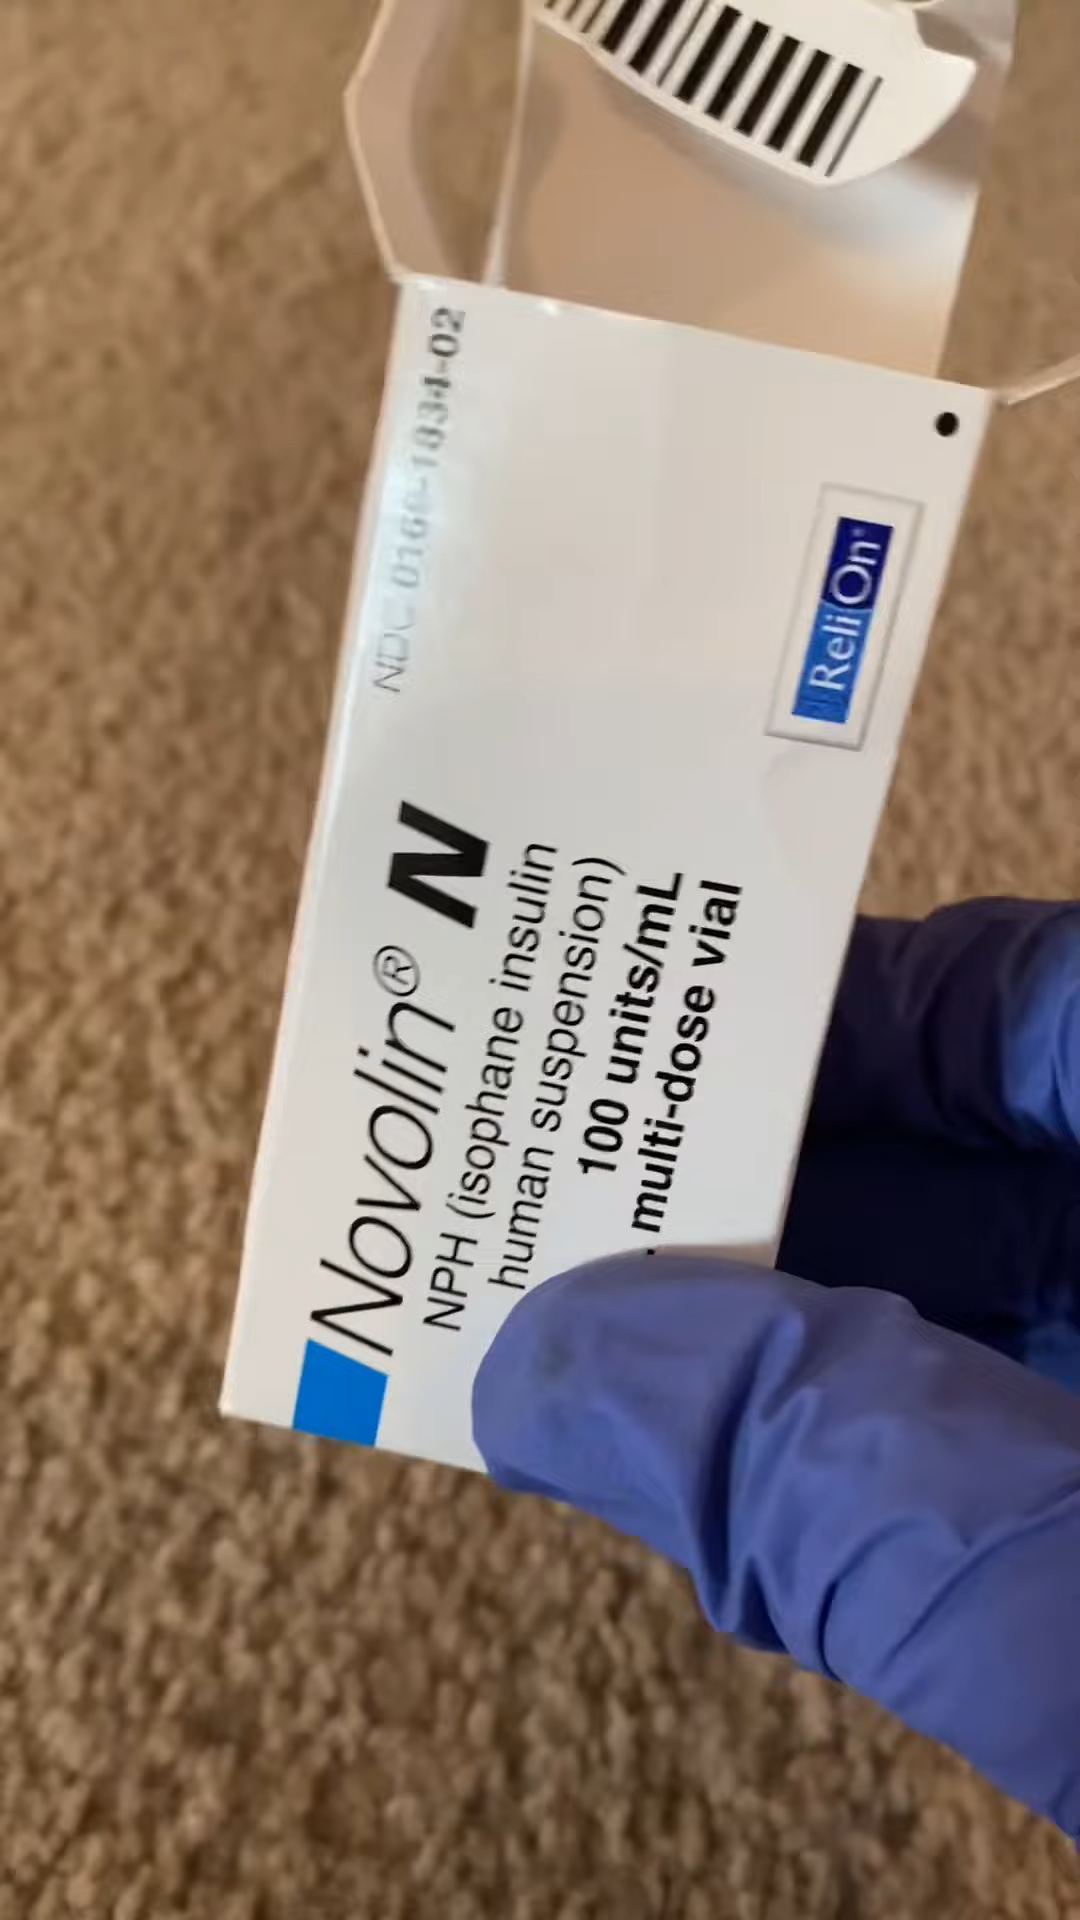 NDC 0169-1834-02
Novolin® N
NPH (isophane insulin
human suspension)
100 units/mL
multi-dose vial
ReliOn®